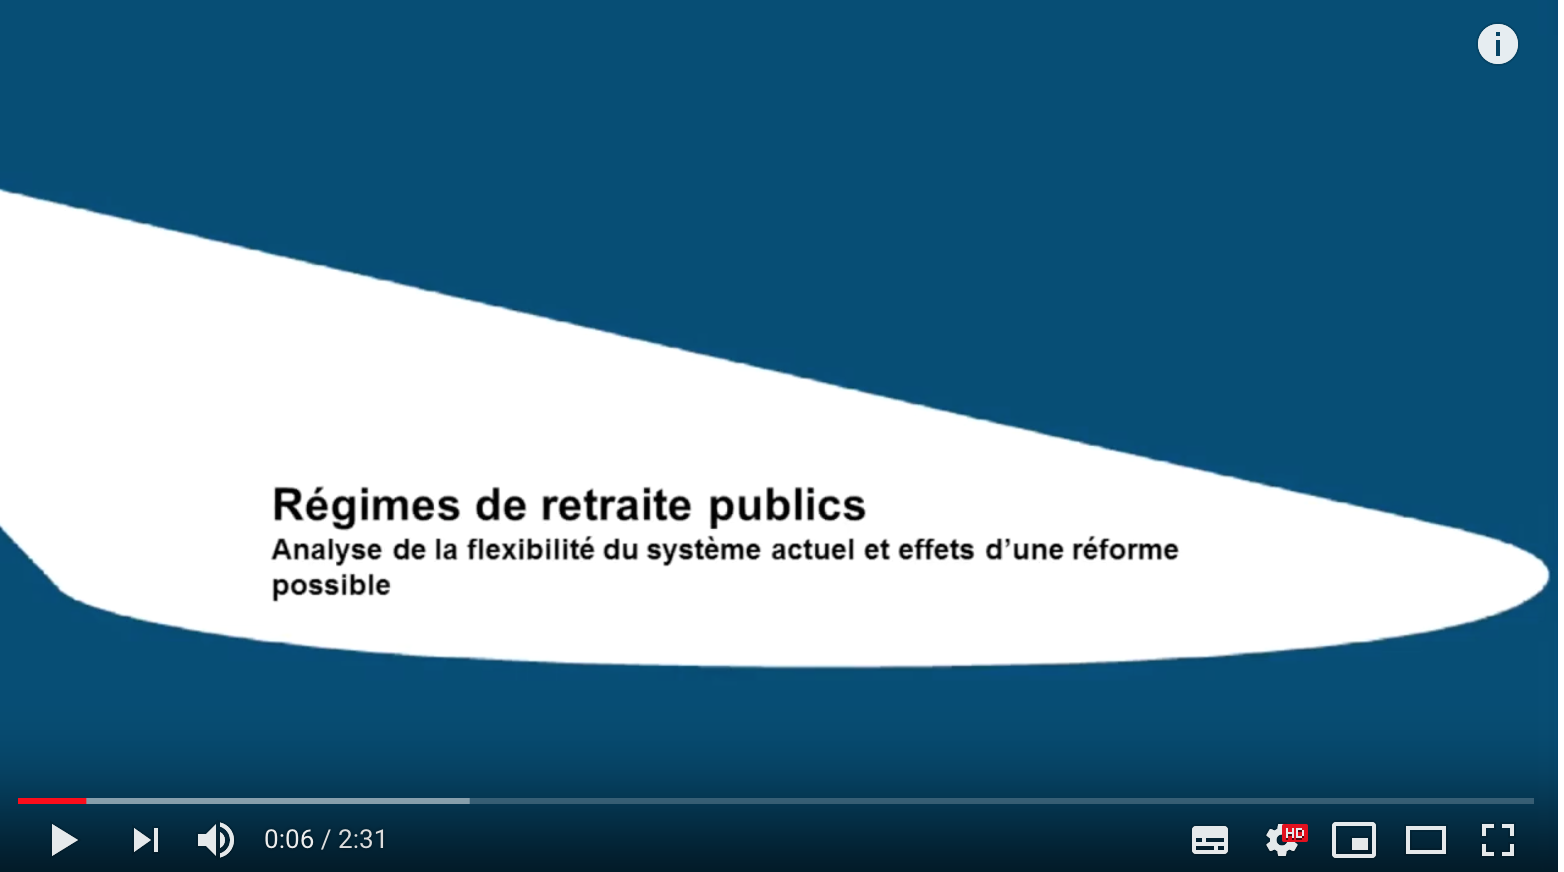 Régimes de retraite publics
Analyse de la flexibilité du système actuel et effets d’une réforme
possible
0:06 / 2:31
HD